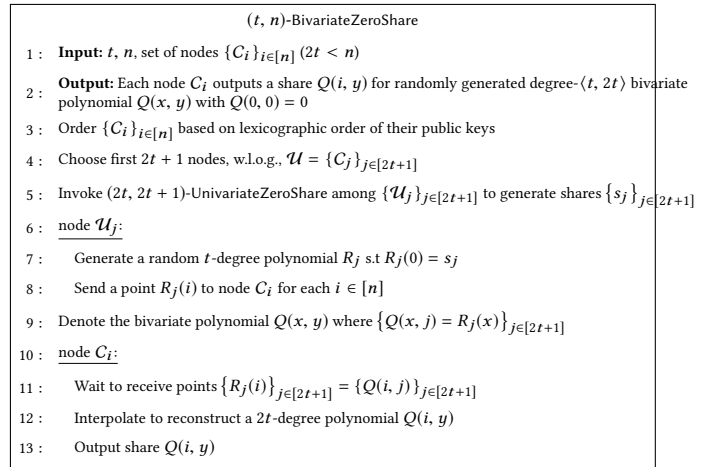 (t, n)-BivariateZeroShare
1 : Input: t, n, set of nodes {C_i}_{i∈[n]} (2t < n)
2 : Output: Each node C_i outputs a share Q(i, y) for randomly generated degree-⟨t, 2t⟩ bivariate
polynomial Q(x, y) with Q(0, 0) = 0
3 : Order {C_i}_{i∈[n]} based on lexicographic order of their public keys
4 : Choose first 2t + 1 nodes, w.l.o.g., 𝒰 = {C_j}_{j∈[2t+1]}
5 : Invoke (2t, 2t + 1)-UnivariateZeroShare among {𝒰_j}_{j∈[2t+1]} to generate shares {s_j}_{j∈[2t+1]}
6 : node 𝒰_j:
7 : Generate a random t-degree polynomial R_j s.t R_j(0) = s_j
8 : Send a point R_j(i) to node C_i for each i ∈ [n]
9 : Denote the bivariate polynomial Q(x, y) where {Q(x, j) = R_j(x)}_{j∈[2t+1]}
10 : node C_i:
11 : Wait to receive points {R_j(i)}_{j∈[2t+1]} = {Q(i, j)}_{j∈[2t+1]}
12 : Interpolate to reconstruct a 2t-degree polynomial Q(i, y)
13 : Output share Q(i, y)